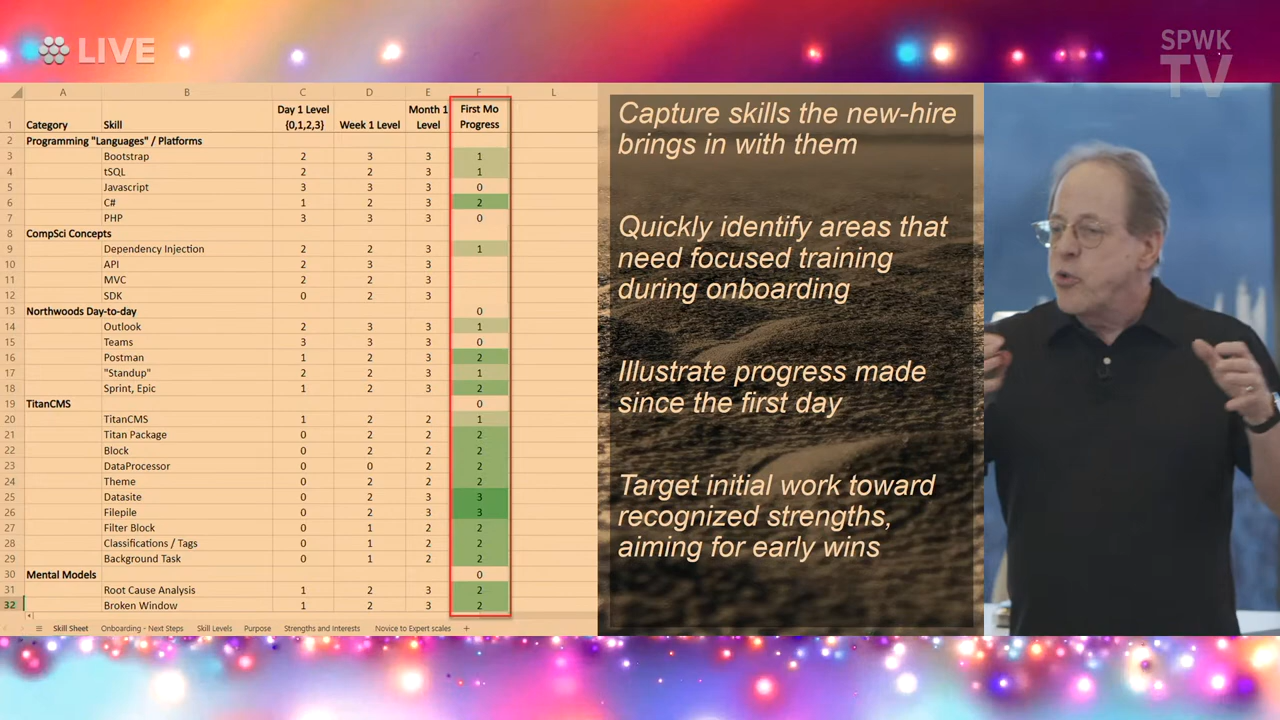 LIVE
SPWK
TV
A B C D E F L
Day 1 Level Month 1 First Mo
1 Category Skill {0,1,2,3} Week 1 Level Level Progress
2 Programming "Languages" / Platforms
3 Bootstrap 2 3 3 1
4 tSQL 2 2 3 1
5 Javascript 3 3 3 0
6 C# 1 2 3 2
7 PHP 3 3 3 0
8 CompSci Concepts
9 Dependency Injection 2 2 3 1
10 API 2 3 3
11 MVC 2 3 3
12 SDK 0 2 3
13 Northwoods Day-to-day 0
14 Outlook 2 3 3 1
15 Teams 3 3 3 0
16 Postman 1 2 3 2
17 "Standup" 2 2 3 1
18 Sprint, Epic 1 2 3 2
19 TitanCMS 0
20 TitanCMS 1 2 2 1
21 Titan Package 0 2 2 2
22 Block 0 2 2 2
23 DataProcessor 0 0 2 2
24 Theme 0 2 2 2
25 Datasite 0 2 3 3
26 Filepile 0 2 3 3
27 Filter Block 0 1 2 2
28 Classifications / Tags 0 1 2 2
29 Background Task 0 1 2 2
30 Mental Models 0
31 Root Cause Analysis 1 2 3 2
32 Broken Window 1 2 3 2
Skill Sheet Onboarding - Next Steps Skill Levels Purpose Strengths and Interests Novice to Expert scales +
Capture skills the new-hire
brings in with them
Quickly identify areas that
need focused training
during onboarding
Illustrate progress made
since the first day
Target initial work toward
recognized strengths,
aiming for early wins